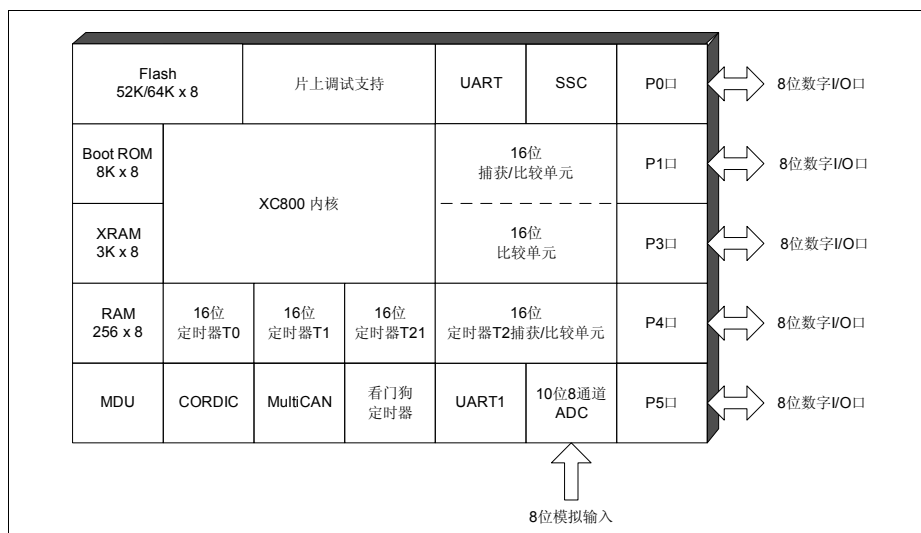 Flash
52K/64K x 8
片上调试支持
UART
SSC
P0口
8位数字I/O口
Boot ROM
8K x 8
XC800 内核
16位
捕获/比较单元
P1口
8位数字I/O口
XRAM
3K x 8
16位
比较单元
P3口
8位数字I/O口
RAM
256 x 8
16位
定时器T0
16位
定时器T1
16位
定时器T21
16位
定时器T2捕获/比较单元
P4口
8位数字I/O口
MDU
CORDIC
MultiCAN
看门狗
定时器
UART1
10位8通道
ADC
P5口
8位数字I/O口
8位模拟输入